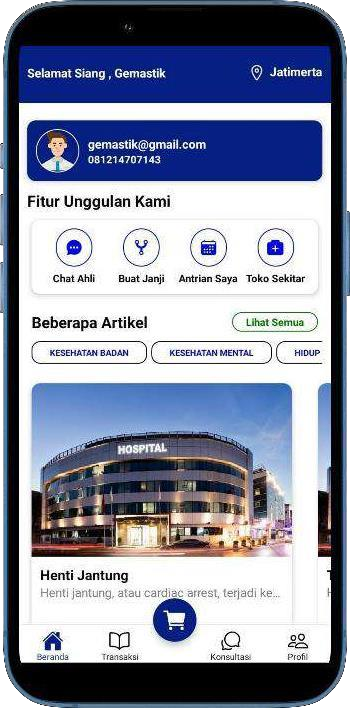 Selamat Siang , Gemastik
Jatimerta
gemastik@gmail.com
081214707143
Fitur Unggulan Kami
Chat Ahli
Buat Janji
Antrian Saya
Toko Sekitar
Beberapa Artikel
Lihat Semua
KESEHATAN BADAN
KESEHATAN MENTAL
HIDUP
HOSPITAL
Henti Jantung
Henti jantung, atau cardiac arrest, terjadi ke...
Beranda
Transaksi
Konsultasi
Profil